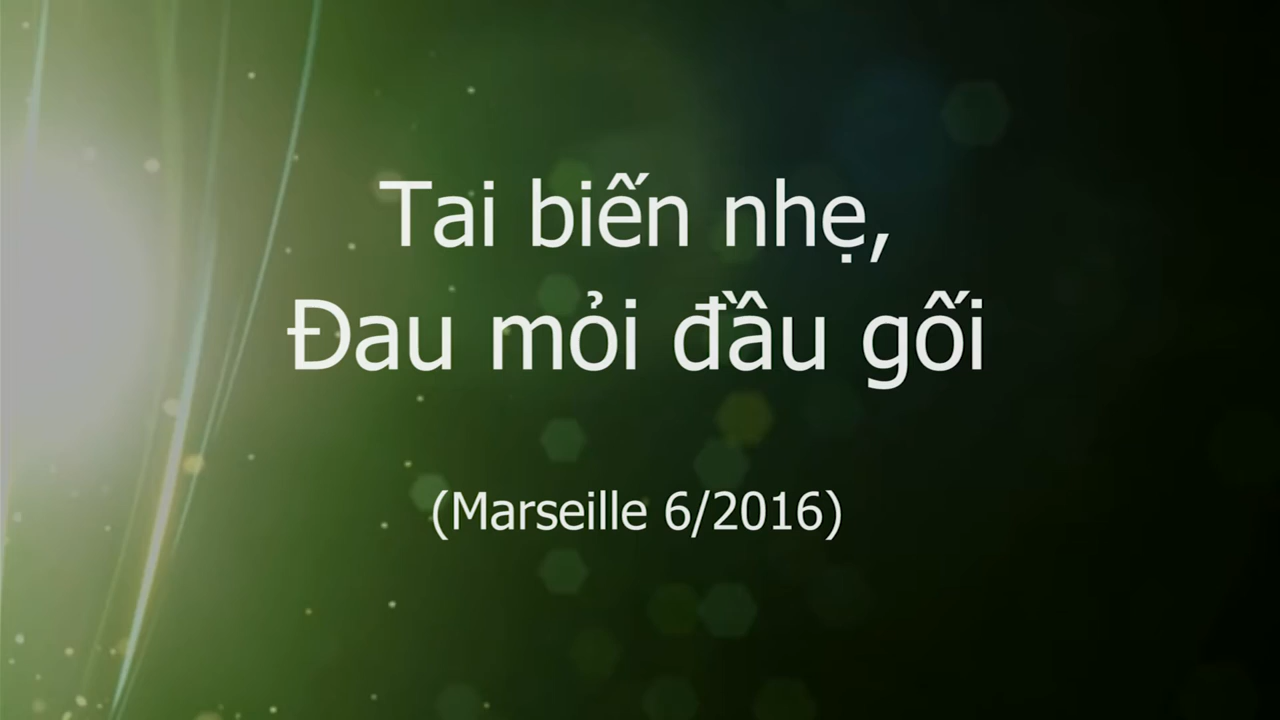 Tai biến nhẹ,
Đau mỏi đầu gối
(Marseille 6/2016)